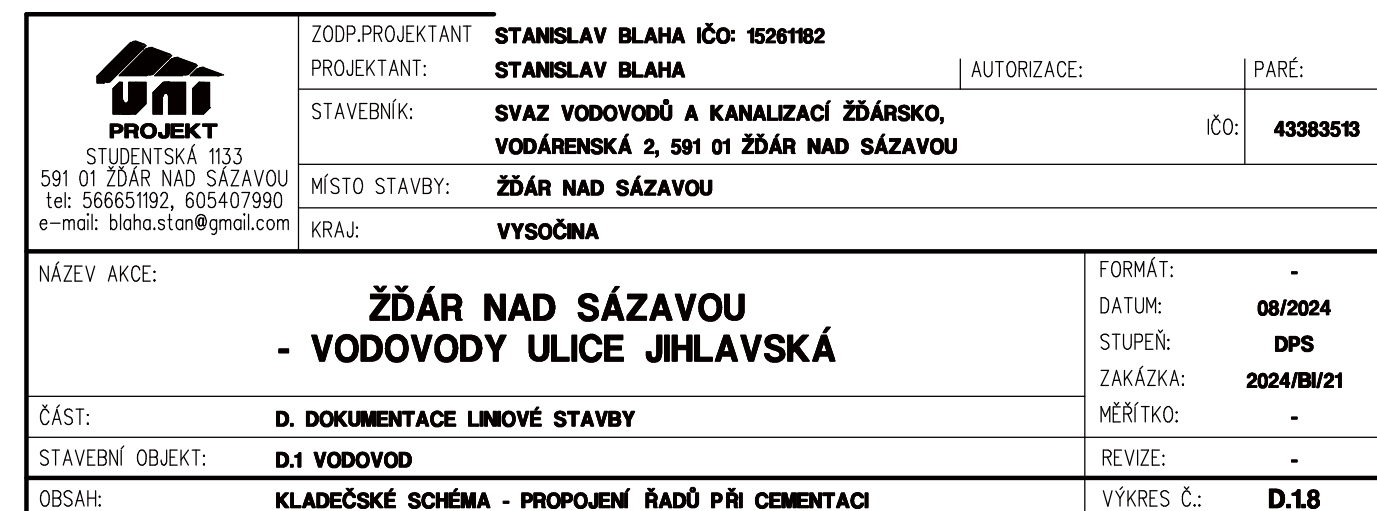 UNI
PROJEKT
STUDENTSKÁ 1133
591 01 ŽĎÁR NAD SÁZAVOU
tel: 566651192, 605407990
e-mail: blaha.stan@gmail.com
ZODP.PROJEKTANT STANISLAV BLAHA IČO: 15261182
PROJEKTANT: STANISLAV BLAHA AUTORIZACE: PARÉ:
STAVEBNÍK: SVAZ VODOVODŮ A KANALIZACÍ ŽĎÁRSKO,
VODÁRENSKÁ 2, 591 01 ŽĎÁR NAD SÁZAVOU
IČO: 43383513
MÍSTO STAVBY: ŽĎÁR NAD SÁZAVOU
KRAJ: VYSOČINA
NÁZEV AKCE:
ŽĎÁR NAD SÁZAVOU
- VODOVODY ULICE JIHLAVSKÁ
FORMÁT: -
DATUM: 08/2024
STUPEŇ: DPS
ZAKÁZKA: 2024/Bl/21
ČÁST: D. DOKUMENTACE LINIOVÉ STAVBY
MĚŘÍTKO: -
STAVEBNÍ OBJEKT: D.1 VODOVOD
REVIZE: -
OBSAH: KLADEČSKÉ SCHÉMA - PROPOJENÍ ŘADŮ PŘI CEMENTACI
VÝKRES Č.: D.1.8